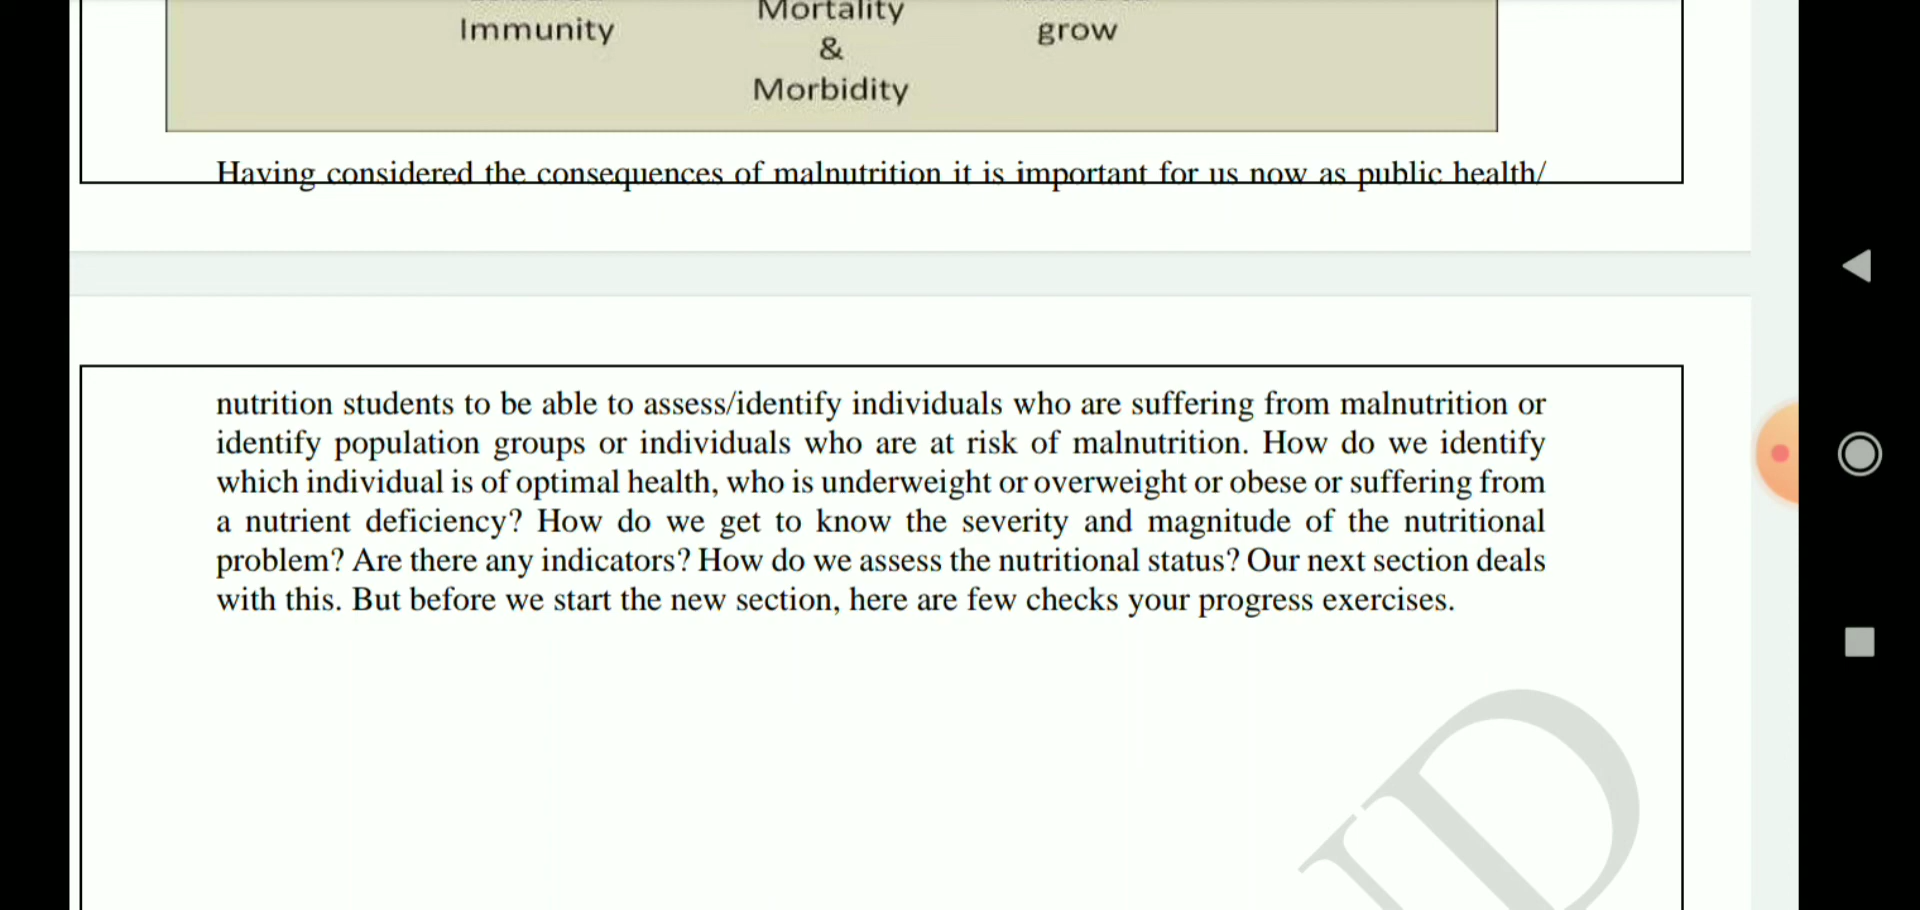 Mortality
Immunity
grow
&
Morbidity
Having considered the consequences of malnutrition it is important for us now as public health/
nutrition students to be able to assess/identify individuals who are suffering from malnutrition or
identify population groups or individuals who are at risk of malnutrition. How do we identify
which individual is of optimal health, who is underweight or overweight or obese or suffering from
a nutrient deficiency? How do we get to know the severity and magnitude of the nutritional
problem? Are there any indicators? How do we assess the nutritional status? Our next section deals
with this. But before we start the new section, here are few checks your progress exercises.